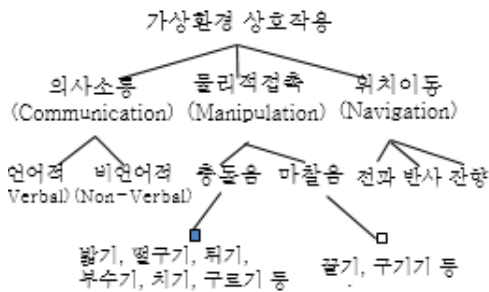 가상환경 상호작용
의사소통 물리적접촉 위치이동
(Communication) (Manipulation) (Navigation)
언어적 비언어적 충돌음 마찰음 전과 반사 잔향
Verbal) (Non-Verbal)
밟기, 떨구기, 튀기,
부수기, 치기, 구르기 등
끌기, 구기기 등